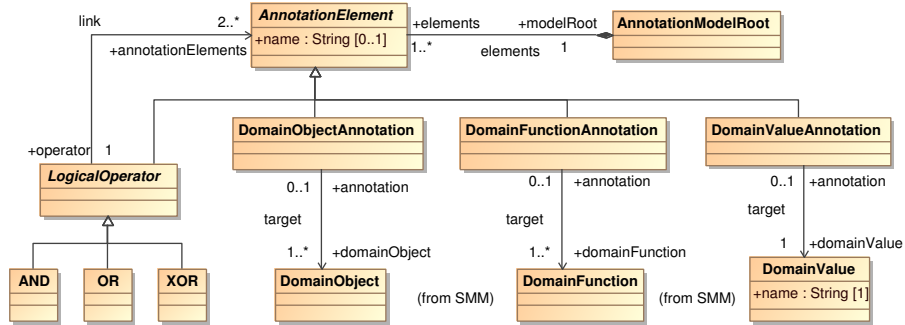 link
2..*
AnnotationElement
+name : String [0..1]
+annotationElements
+elements
1..*
+modelRoot
elements
1
AnnotationModelRoot
+operator
1
LogicalOperator
DomainObjectAnnotation
DomainFunctionAnnotation
DomainValueAnnotation
0..1
+annotation
target
1..*
+domainObject
0..1
+annotation
target
1..*
+domainFunction
0..1
+annotation
target
1
+domainValue
AND
OR
XOR
DomainObject
(from SMM)
DomainFunction
(from SMM)
DomainValue
+name : String [1]